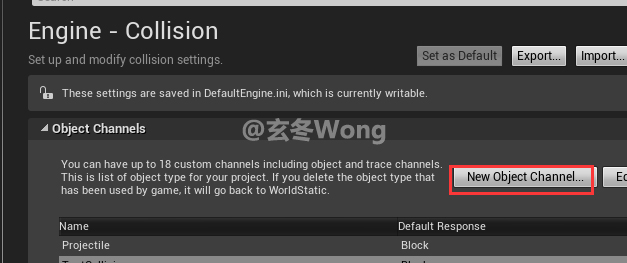 Engine - Collision
Set up and modify collision settings.
Set as Default
Export...
Import...
These settings are saved in DefaultEngine.ini, which is currently writable.
Object Channels
@玄冬Wong
You can have up to 18 custom channels including object and trace channels.
This is list of object type for your project. If you delete the object type that
has been used by game, it will go back to WorldStatic.
New Object Channel...
Name
Default Response
Projectile
Block